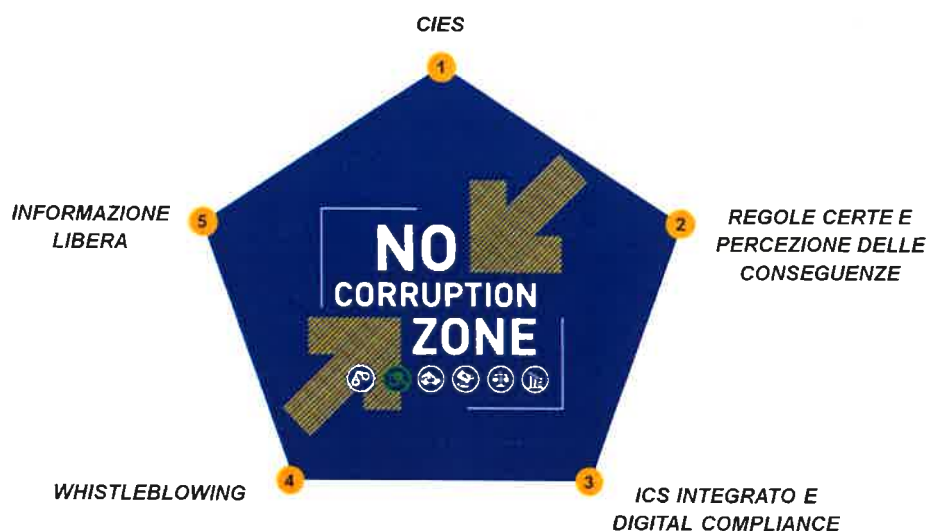 CIES
1
INFORMAZIONE
LIBERA
5
2
REGOLE CERTE E
PERCEZIONE DELLE
CONSEGUENZE
NO
CORRUPTION
ZONE
WHISTLEBLOWING
4
3
ICS INTEGRATO E
DIGITAL COMPLIANCE